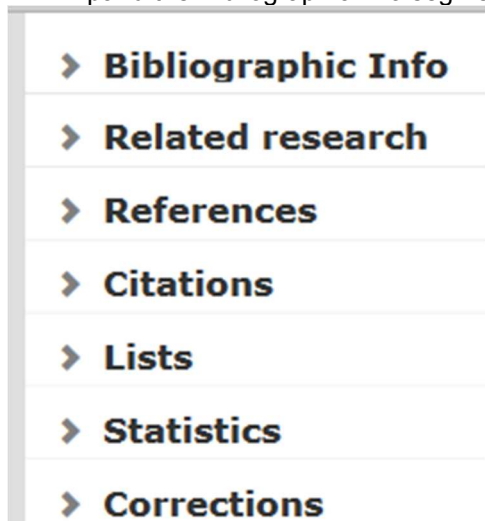 Bibliographic Info
Related research
References
Citations
Lists
Statistics
Corrections